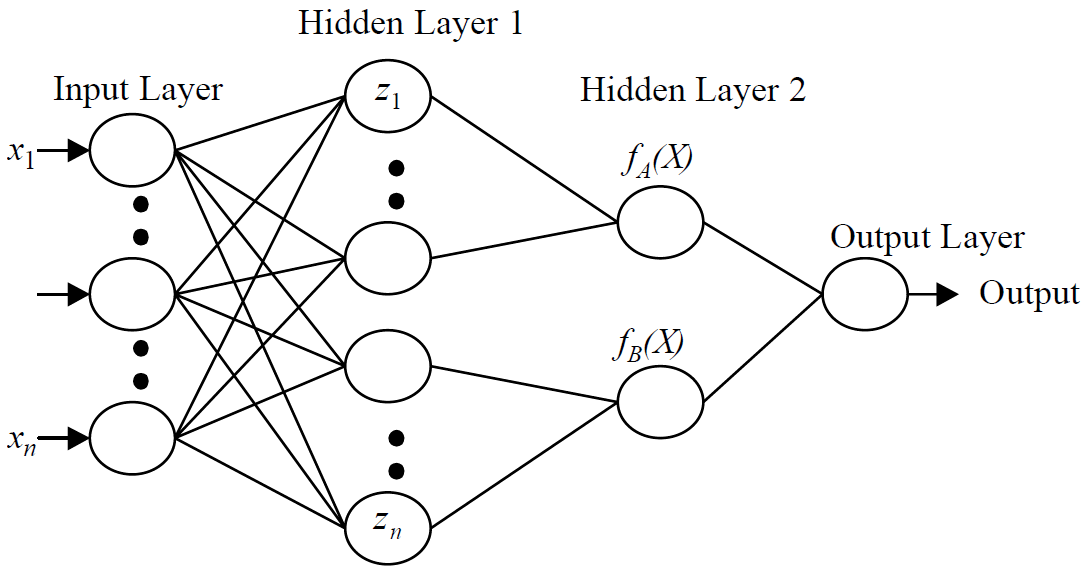 Hidden Layer 1
Input Layer
Hidden Layer 2
z1
x1
fA(X)
Output Layer
Output
fB(X)
xn
zn